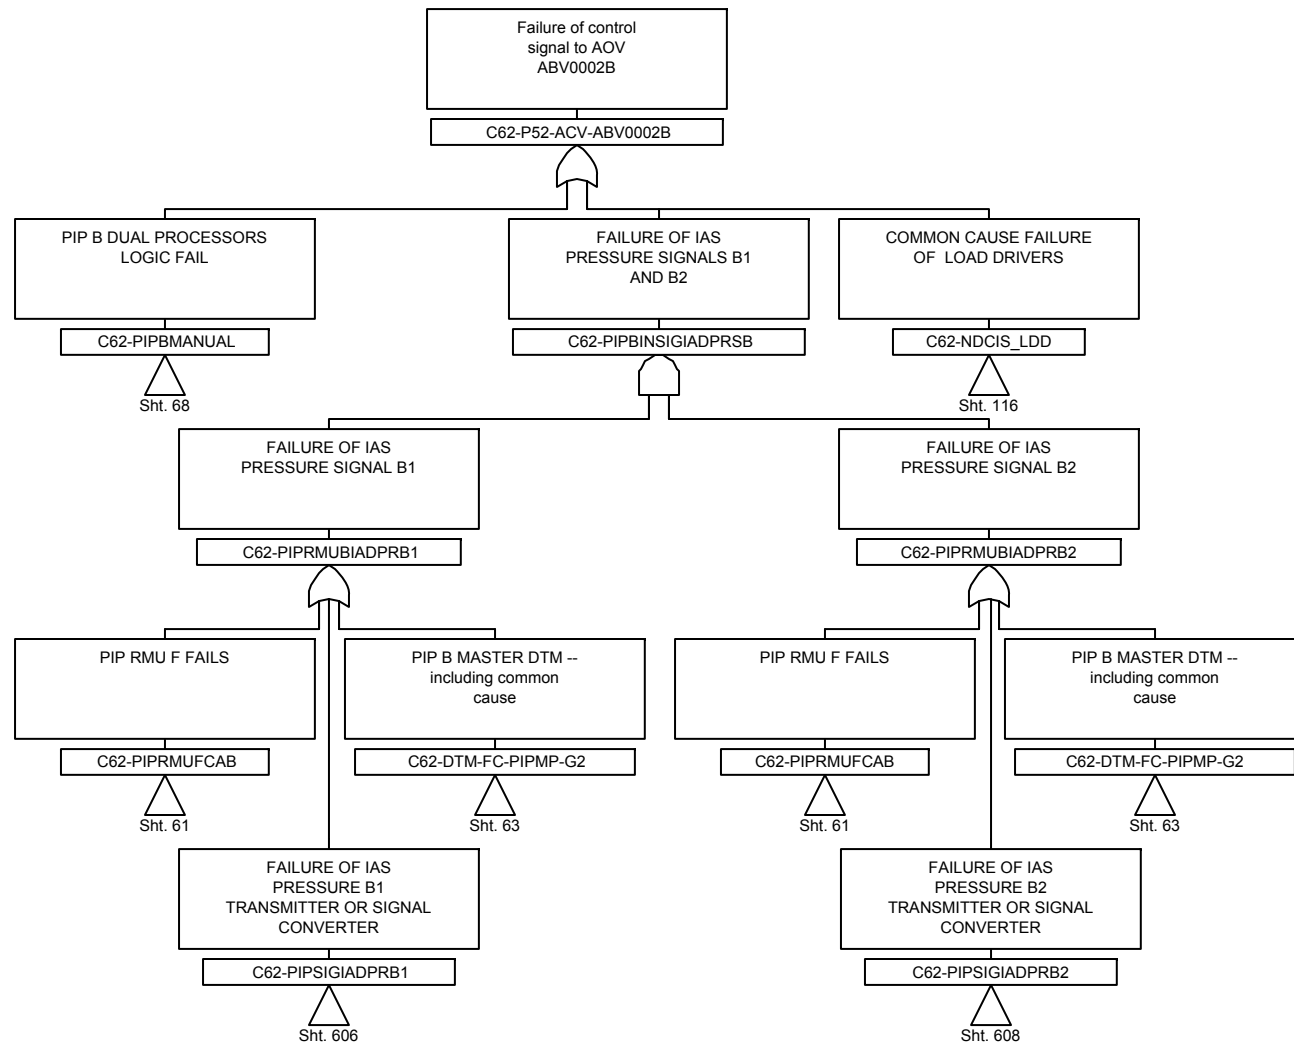 Failure of control
signal to AOV
ABV0002B
C62-P52-ACV-ABV0002B
PIP B DUAL PROCESSORS
LOGIC FAIL
C62-PIPBMANUAL
Sht. 68
FAILURE OF IAS
PRESSURE SIGNALS B1
AND B2
C62-PIPBINSIGIADPRSB
COMMON CAUSE FAILURE
OF LOAD DRIVERS
C62-NDCIS_LDD
Sht. 116
FAILURE OF IAS
PRESSURE SIGNAL B1
C62-PIPRMUBIADPRB1
FAILURE OF IAS
PRESSURE SIGNAL B2
C62-PIPRMUBIADPRB2
PIP RMU F FAILS
C62-PIPRMUFCAB
Sht. 61
PIP B MASTER DTM --
including common
cause
C62-DTM-FC-PIPMP-G2
Sht. 63
PIP RMU F FAILS
C62-PIPRMUFCAB
Sht. 61
PIP B MASTER DTM --
including common
cause
C62-DTM-FC-PIPMP-G2
Sht. 63
FAILURE OF IAS
PRESSURE B1
TRANSMITTER OR SIGNAL
CONVERTER
C62-PIPSIGIADPRB1
Sht. 606
FAILURE OF IAS
PRESSURE B2
TRANSMITTER OR SIGNAL
CONVERTER
C62-PIPSIGIADPRB2
Sht. 608